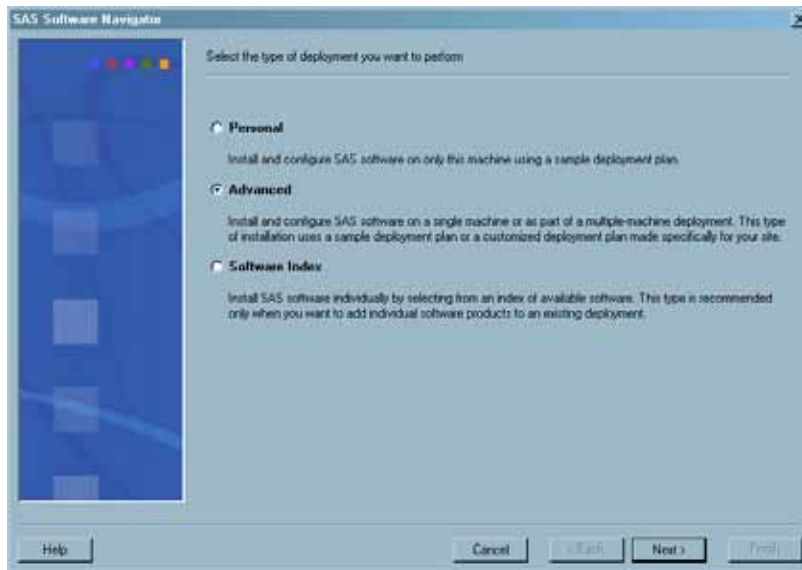 SAS Software Navigator
Select the type of deployment you want to perform
Personal
Install and configure SAS software on only this machine using a sample deployment plan.
Advanced
Install and configure SAS software on a single machine or as part of a multiple-machine deployment. This type
of installation uses a sample deployment plan or a customized deployment plan made specifically for your site.
Software Index
Install SAS software individually by selecting from an index of available software. This type is recommended
only when you want to add individual software products to an existing deployment.
Help
Cancel
< Back
Next >
Finish